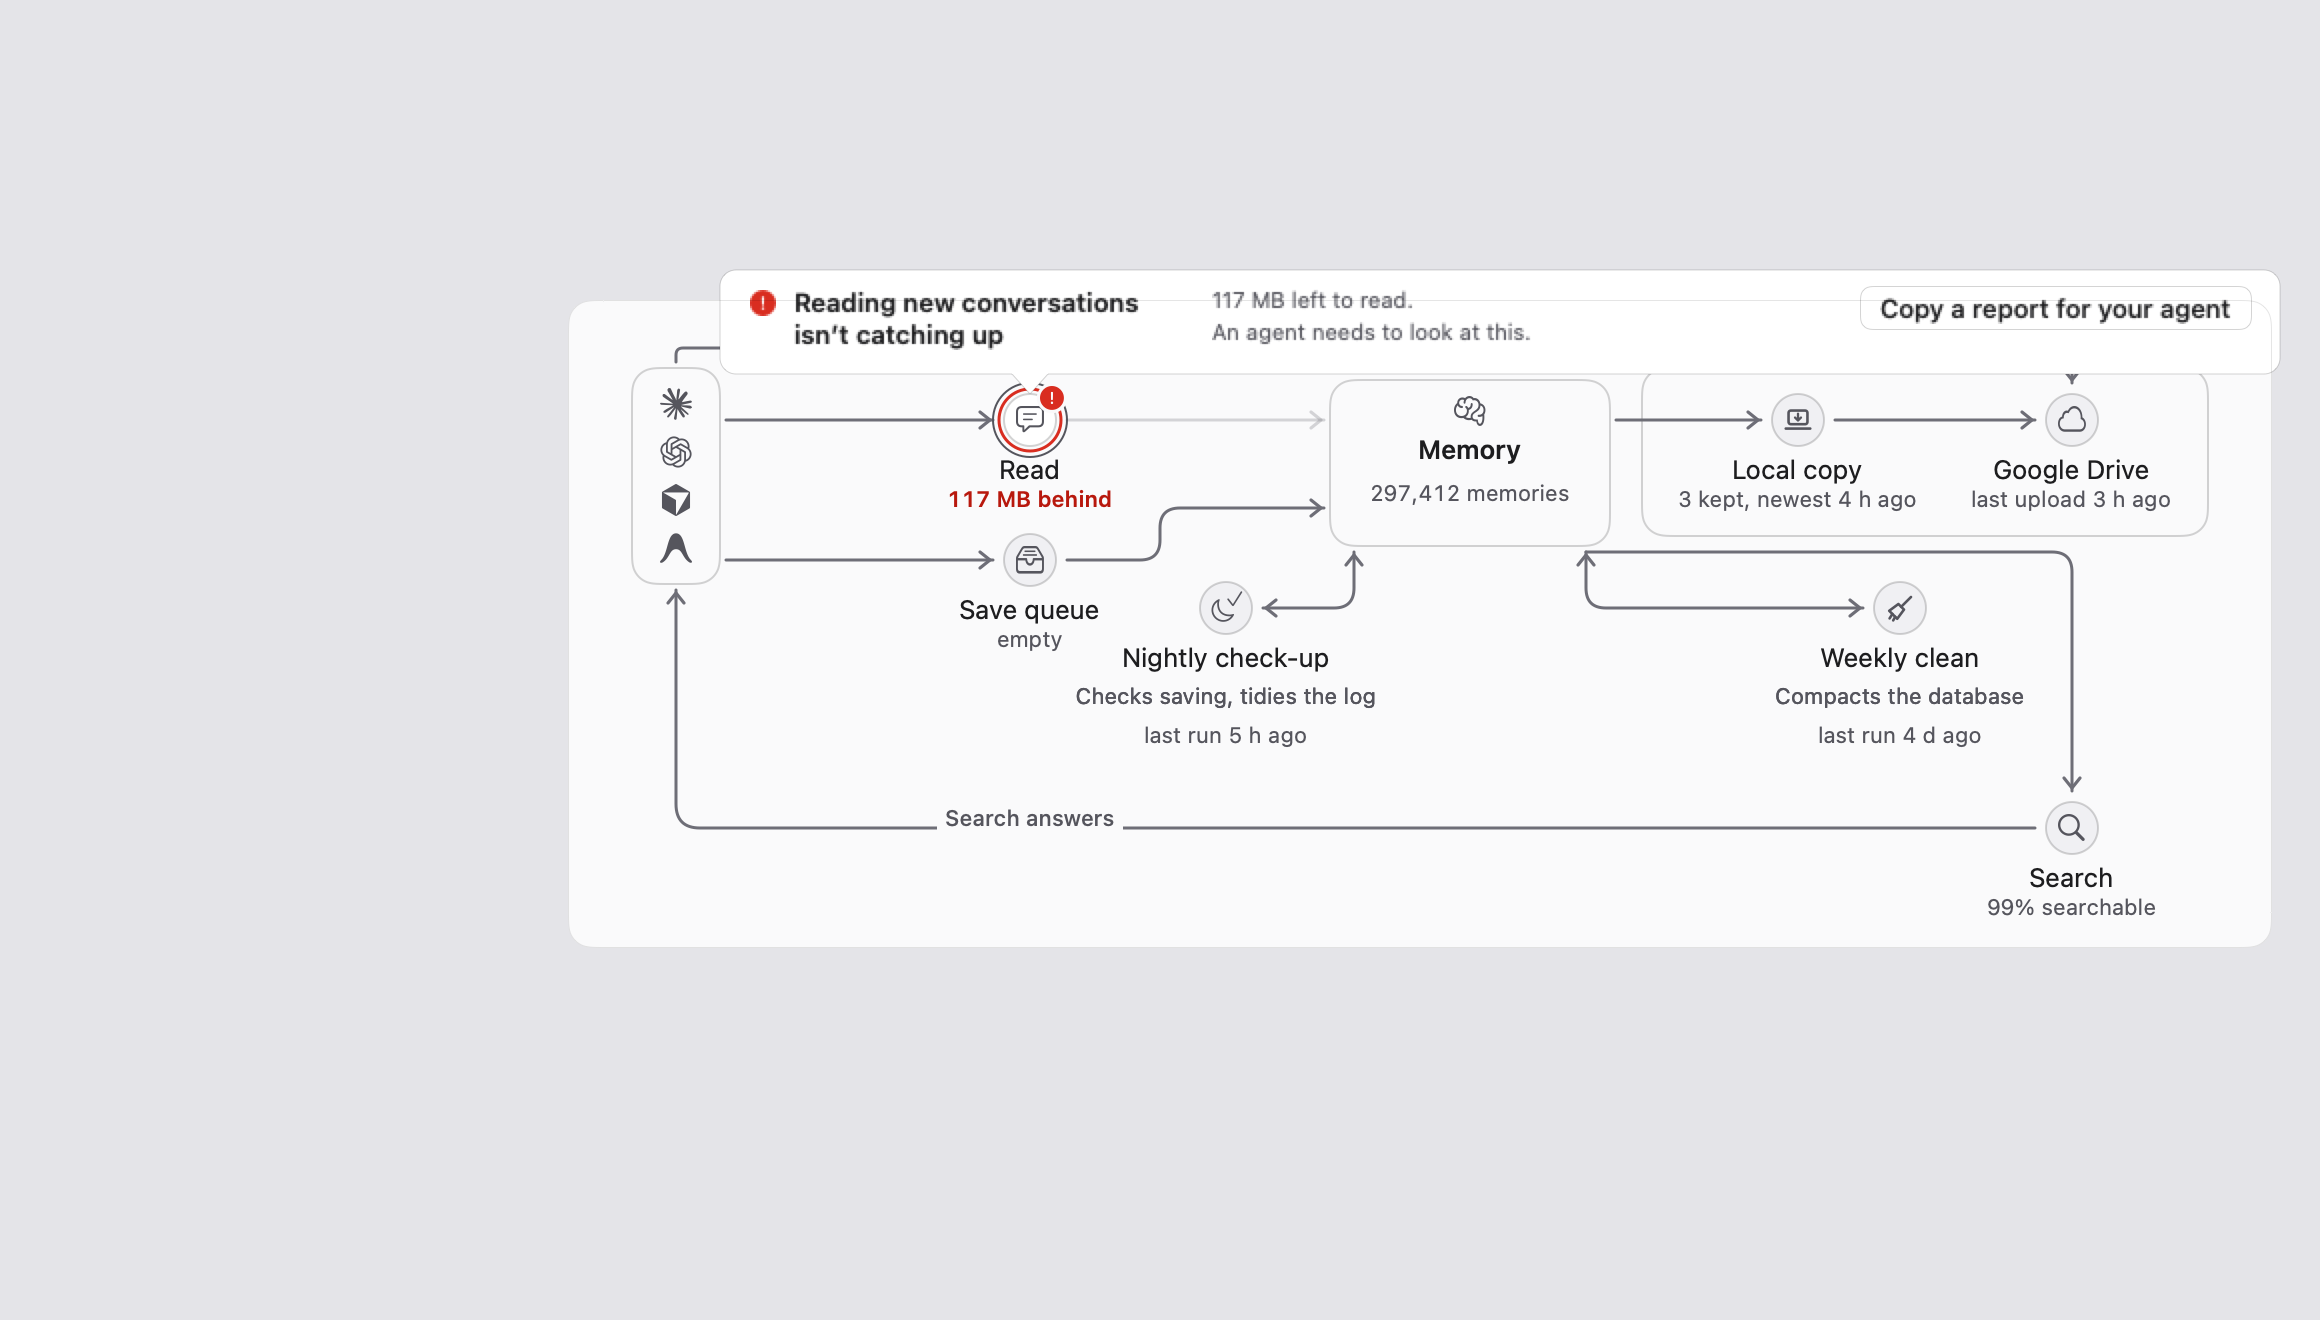 Reading new conversations
isn't catching up
117 MB left to read.
An agent needs to look at this.
Copy a report for your agent
Read
117 MB behind
Memory
297,412 memories
Local copy
3 kept, newest 4 h ago
Google Drive
last upload 3 h ago
Save queue
empty
Nightly check-up
Checks saving, tidies the log
last run 5 h ago
Weekly clean
Compacts the database
last run 4 d ago
Search answers
Search
99% searchable